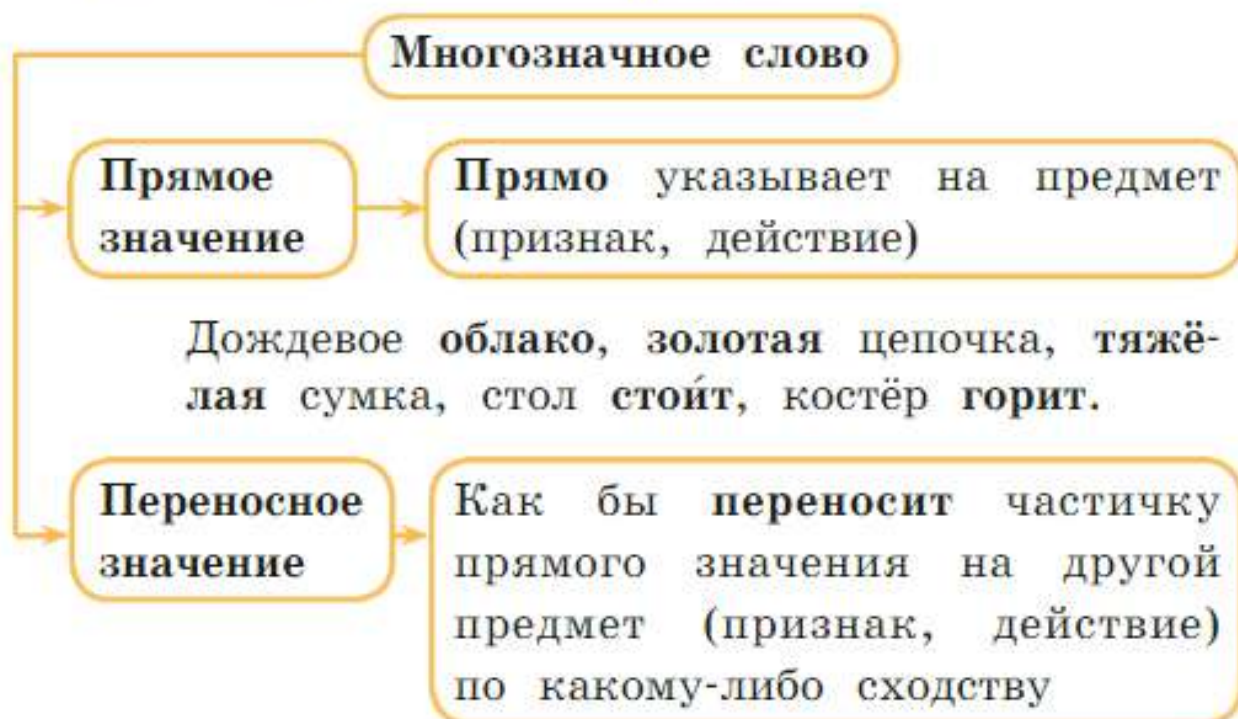 Многозначное слово
Прямое
значение
Прямо указывает на предмет
(признак, действие)
Дождевое облако, золотая цепочка, тяжё-
лая сумка, стол стои́т, костёр горит.
Переносное
значение
Как бы переносит частичку
прямого значения на другой
предмет (признак, действие)
по какому-либо сходству